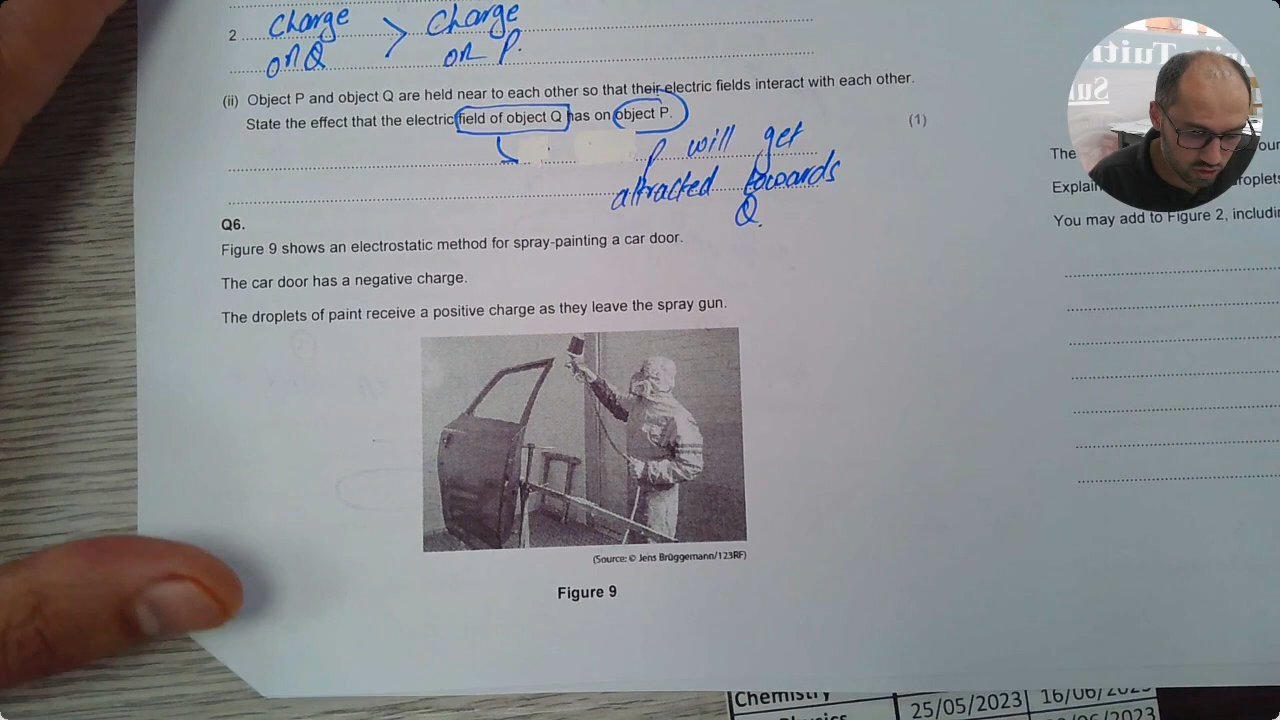 2 Charge > Charge
on Q on P.
(ii) Object P and object Q are held near to each other so that their electric fields interact with each other.
State the effect that the electric field of object Q has on object P.
(1)
P will get
attracted towards
Q.
Q6.
Figure 9 shows an electrostatic method for spray-painting a car door.
The car door has a negative charge.
The droplets of paint receive a positive charge as they leave the spray gun.
(Source: © Jens Brüggemann/123RF)
Figure 9
The
You may add to Figure 2,
Chemistry
25/05/2023 16/06/2023